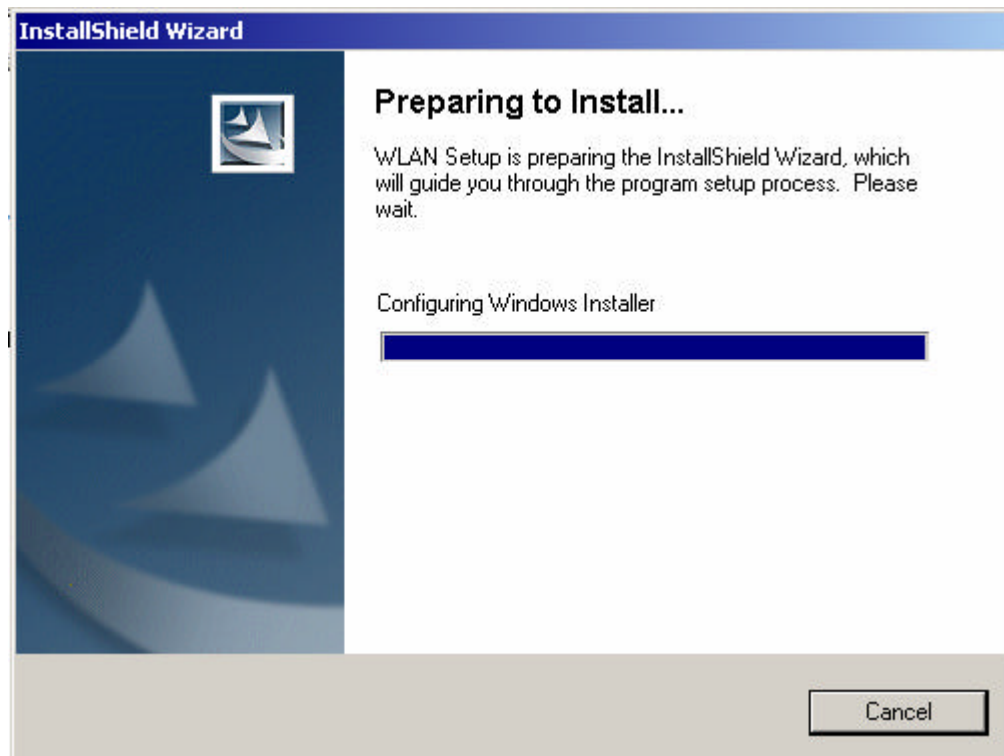 InstallShield Wizard
Preparing to Install...
WLAN Setup is preparing the InstallShield Wizard, which
will guide you through the program setup process.  Please
wait.
Configuring Windows Installer
Cancel